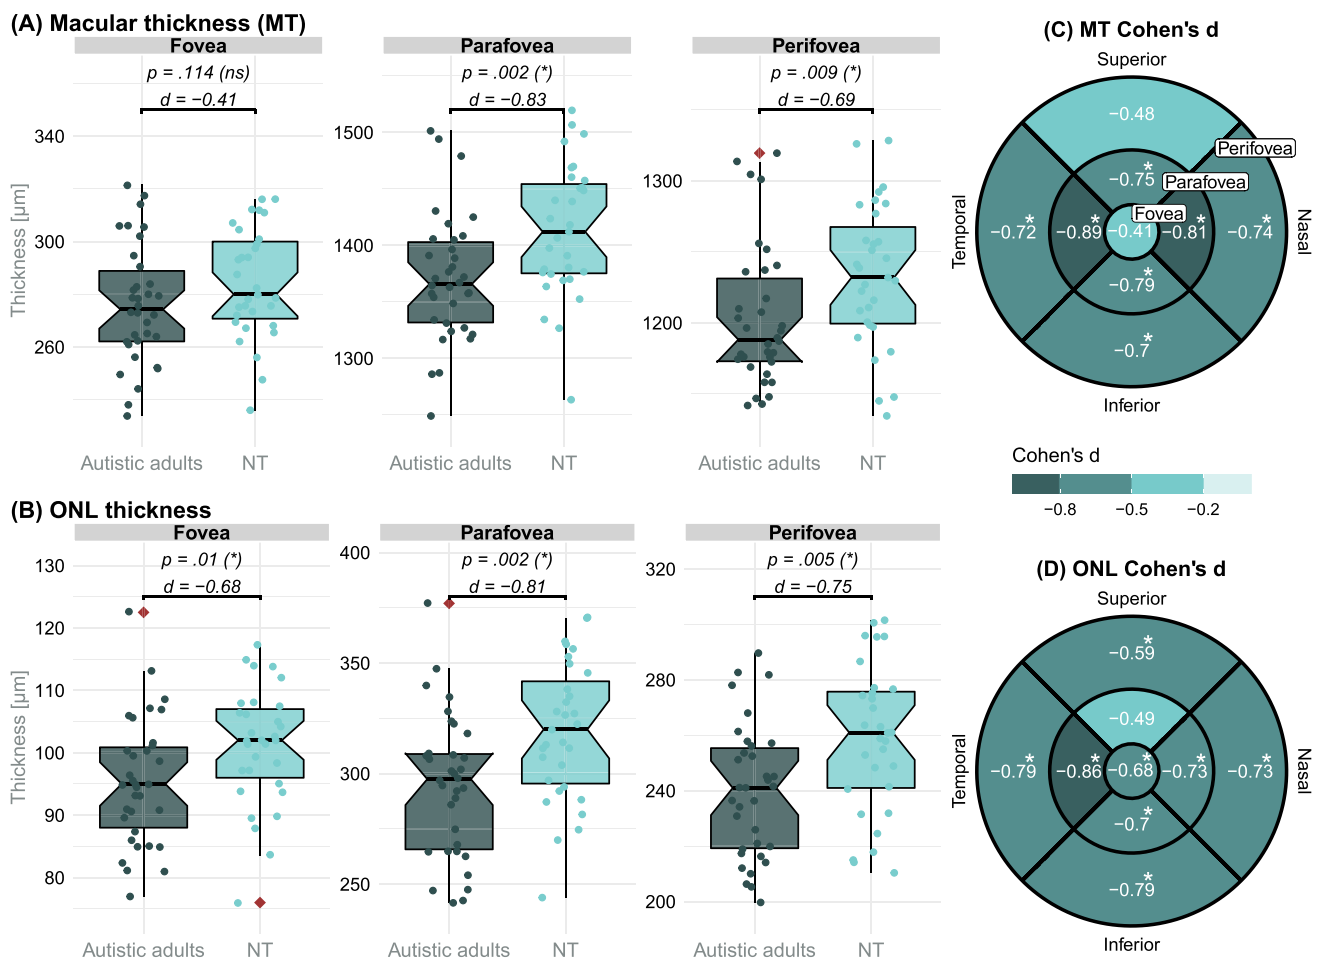 (A) Macular thickness (MT)
Fovea
Parafovea
Perifovea
p = .114 (ns)
d = −0.41
p = .002 (*)
d = −0.83
p = .009 (*)
d = −0.69
Thickness [µm]
340
300
260
1500
1400
1300
1300
1200
Autistic adults
NT
Autistic adults
NT
Autistic adults
NT
(C) MT Cohen's d
Superior
−0.48
Perifovea
*
−0.75
Parafovea
Fovea
Temporal
−0.72*
−0.89*
−0.41
−0.81*
−0.74*
Nasal
*
−0.79
*
−0.7
Inferior
Cohen's d
−0.8
−0.5
−0.2
(B) ONL thickness
Fovea
Parafovea
Perifovea
p = .01 (*)
d = −0.68
p = .002 (*)
d = −0.81
p = .005 (*)
d = −0.75
Thickness [µm]
130
120
110
100
90
80
400
350
300
250
320
280
240
200
Autistic adults
NT
Autistic adults
NT
Autistic adults
NT
(D) ONL Cohen's d
Superior
*
−0.59
−0.49
Temporal
−0.79*
−0.86*
−0.68*
−0.73*
−0.73*
Nasal
*
−0.7
*
−0.79
Inferior